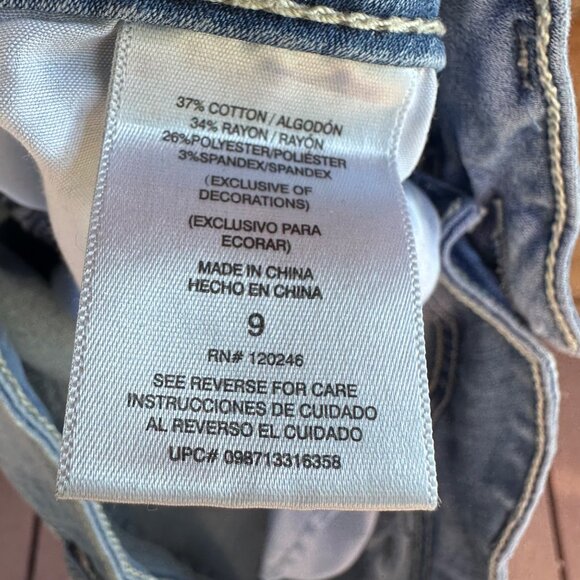 37% COTTON/ALGODÓN
34% RAYON/RAYÓN
26%POLYESTER/POLIÉSTER
3%SPANDEX/SPANDEX
(EXCLUSIVE OF
DECORATIONS)
(EXCLUSIVO PARA
ECORAR)
MADE IN CHINA
HECHO EN CHINA
9
RN# 120246
SEE REVERSE FOR CARE
INSTRUCCIONES DE CUIDADO
AL REVERSO EL CUIDADO
UPC# 098713316358